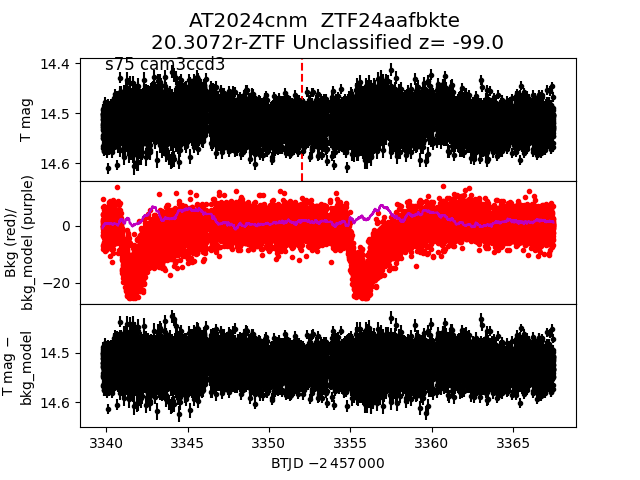 AT2024cnm  ZTF24aafbkte
20.3072r-ZTF Unclassified z= -99.0
s75 cam3ccd3
14.4
14.5
14.6
T mag
0
−20
Bkg (red)/
bkg_model (purple)
14.5
14.6
T mag −
bkg_model
3340 3345 3350 3355 3360 3365
BTJD −2 457 000